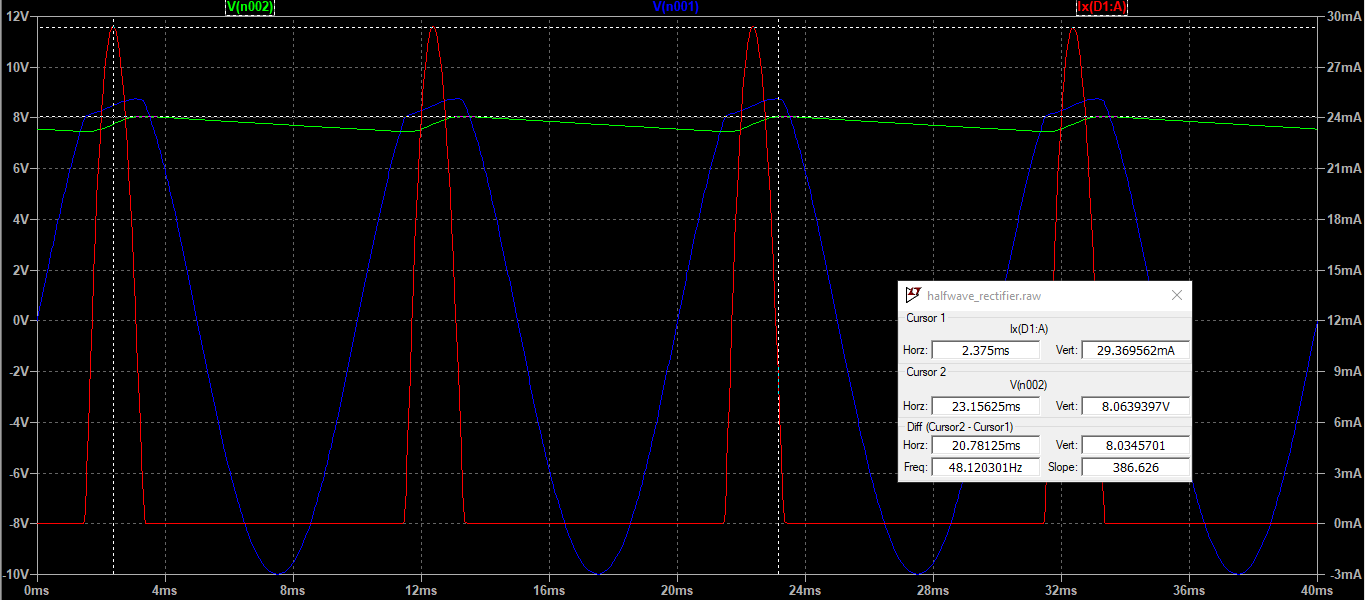 V(n002) V(n001) Ix(D1:A)
12V 30mA
10V 27mA
8V 24mA
6V 21mA
4V 18mA
2V 15mA
0V 12mA
-2V 9mA
-4V 6mA
-6V 3mA
-8V 0mA
-10V -3mA
0ms 4ms 8ms 12ms 16ms 20ms 24ms 28ms 32ms 36ms 40ms
halfwave_rectifier.raw
Cursor 1
Ix(D1:A)
Horz: 2.375ms Vert: 29.369562mA
Cursor 2
V(n002)
Horz: 23.15625ms Vert: 8.0639397V
Diff (Cursor2 - Cursor1)
Horz: 20.78125ms Vert: 8.0345701
Freq: 48.120301Hz Slope: 386.626